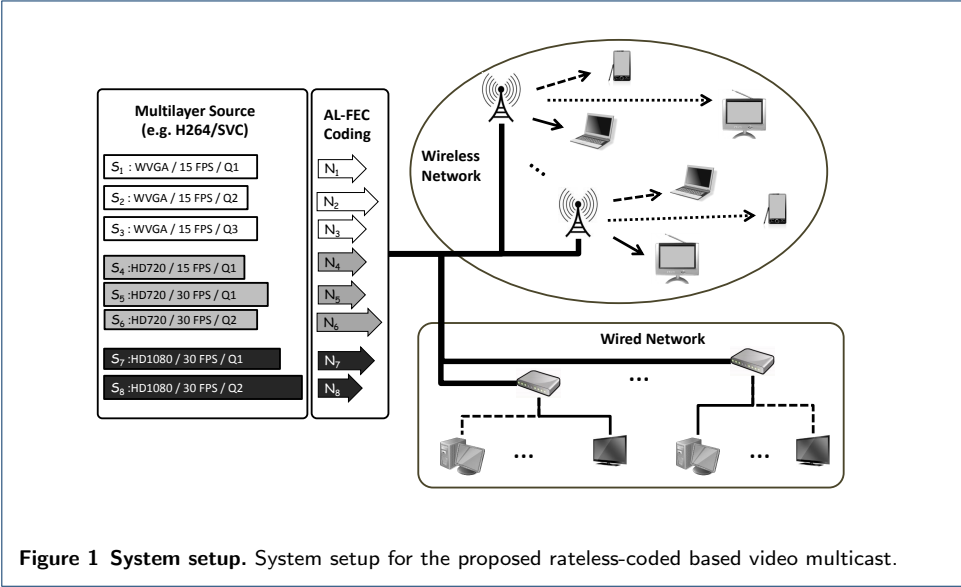 Multilayer Source
(e.g. H264/SVC)
S1 : WVGA / 15 FPS / Q1
S2 : WVGA / 15 FPS / Q2
S3 : WVGA / 15 FPS / Q3
S4 :HD720 / 15 FPS / Q1
S5 :HD720 / 30 FPS / Q1
S6 :HD720 / 30 FPS / Q2
S7 :HD1080 / 30 FPS / Q1
S8 :HD1080 / 30 FPS / Q2
AL-FEC
Coding
N1
N2
N3
N4
N5
N6
N7
N8
Wireless
Network
...
Wired Network
...
...
...
Figure 1 System setup. System setup for the proposed rateless-coded based video multicast.